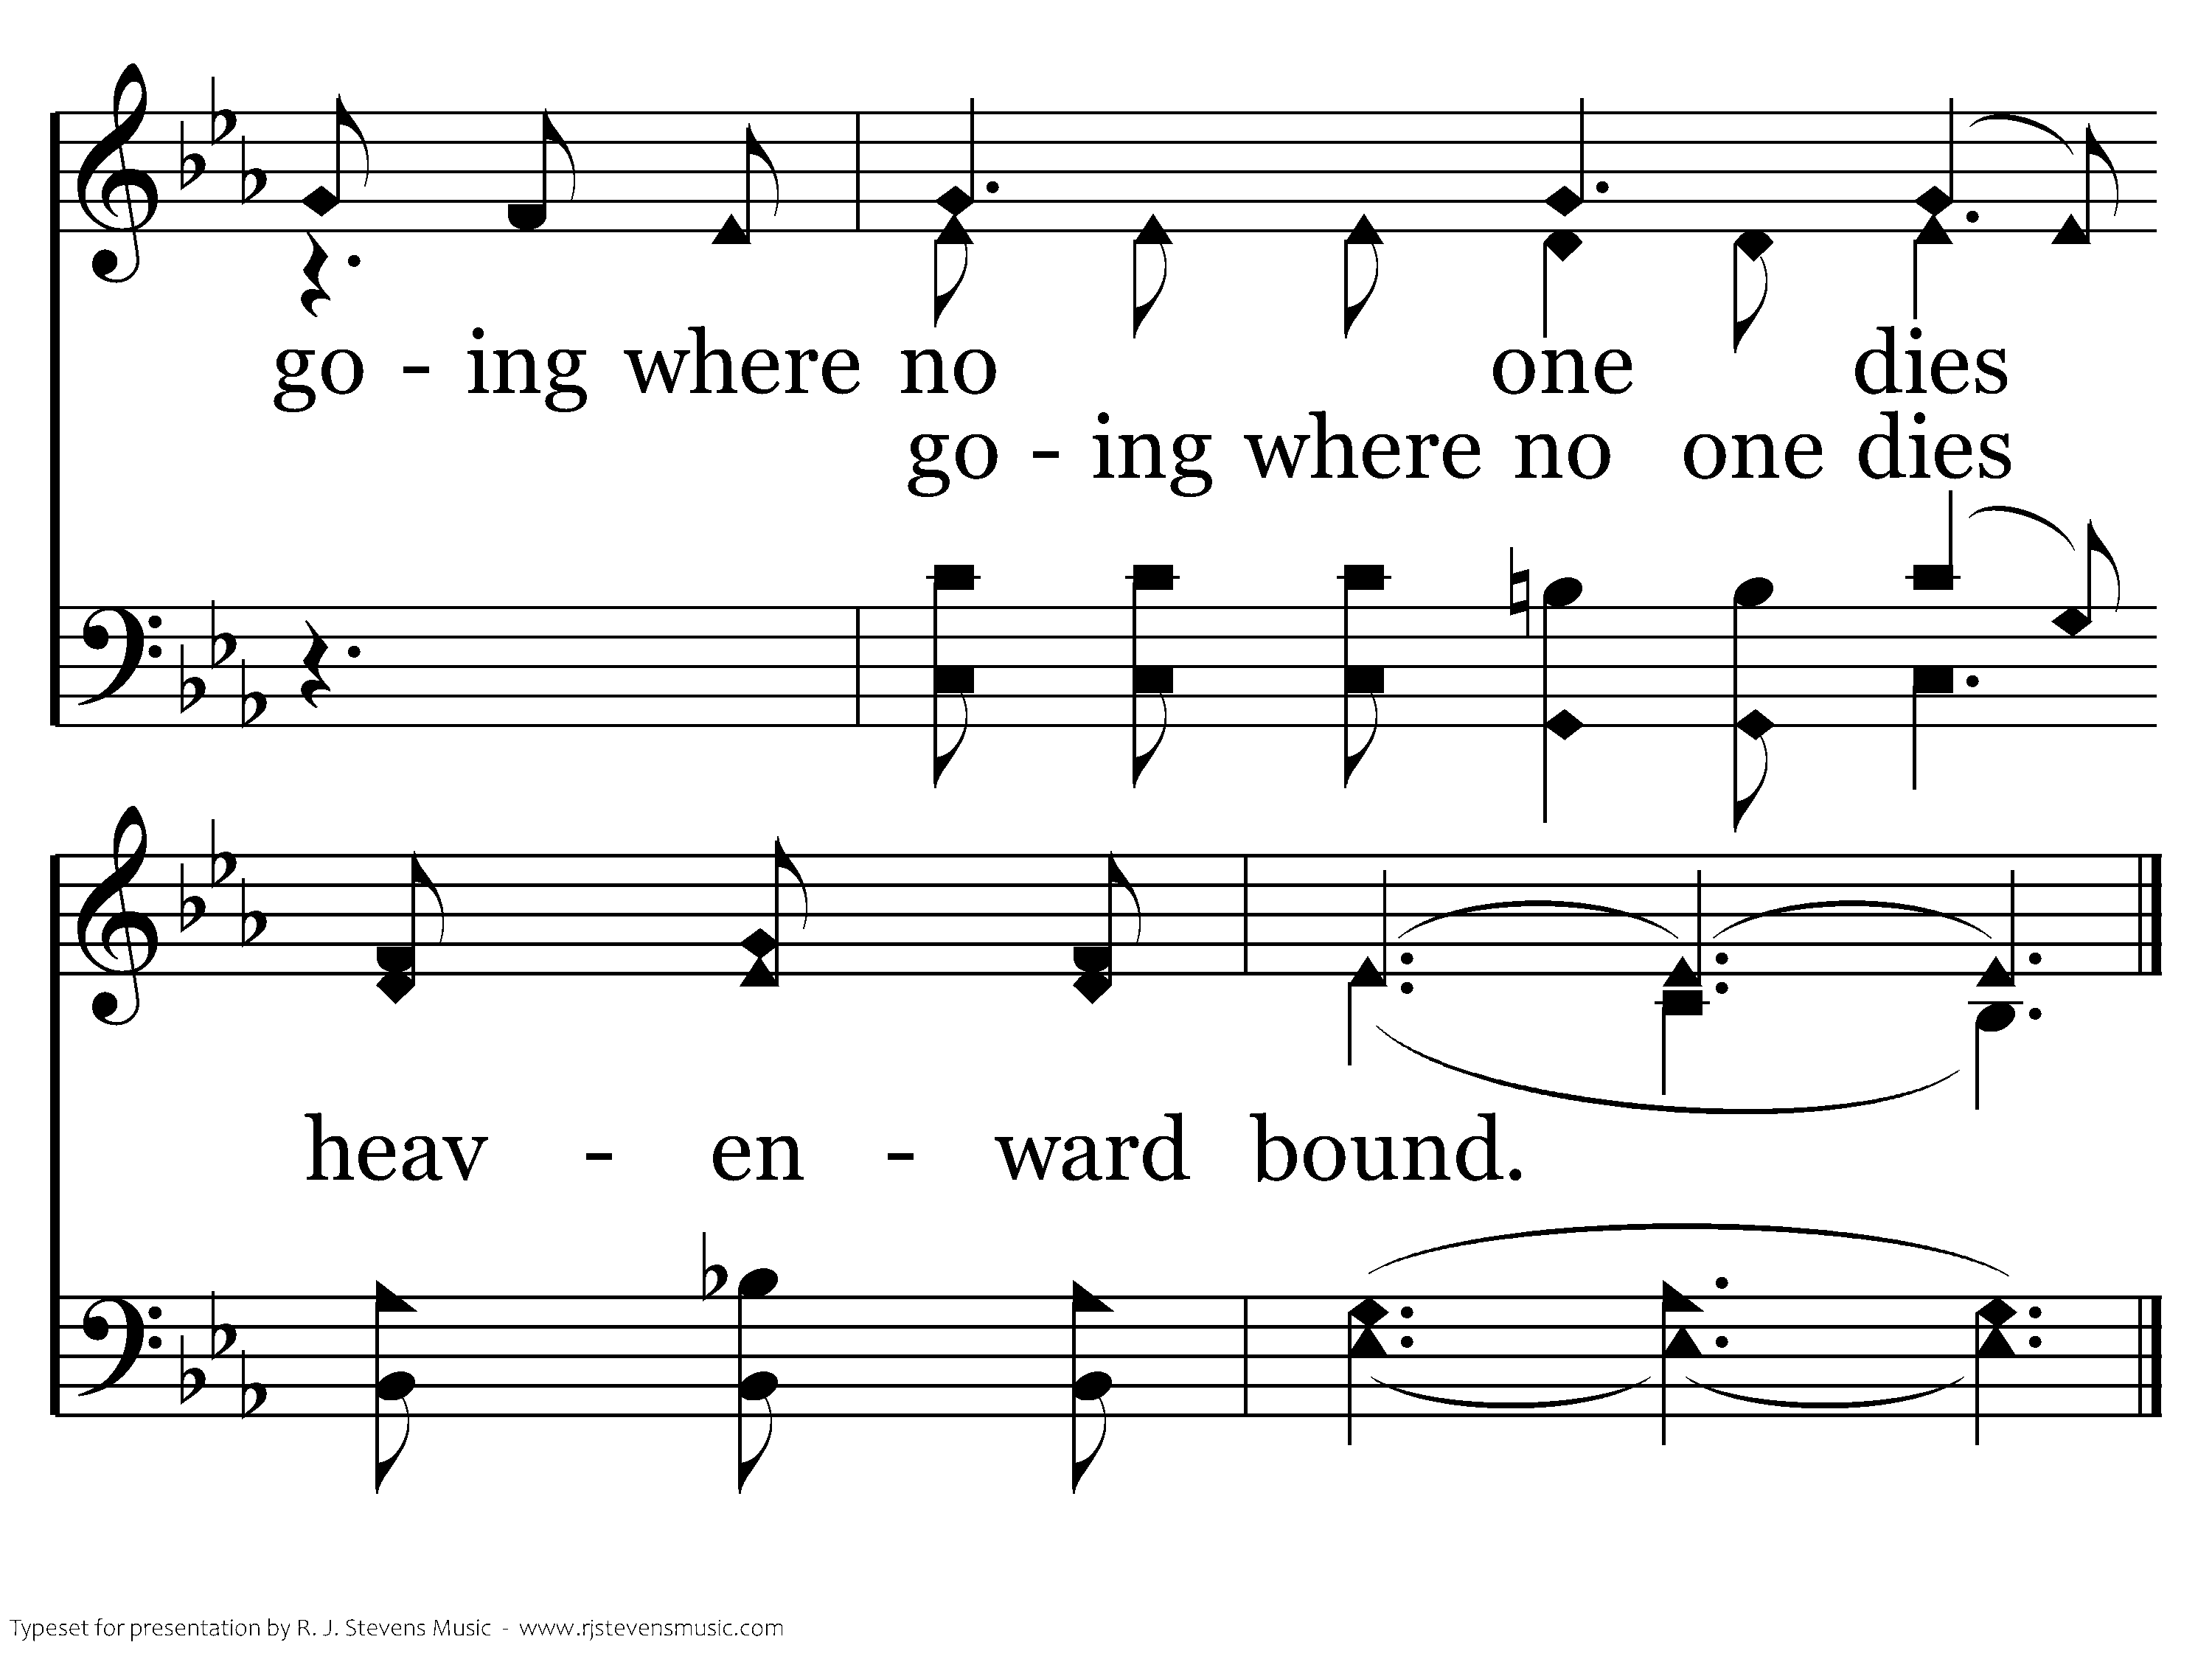 go - ing where no one dies
go - ing where no one dies
heav - en - ward bound.
Typeset for presentation by R. J. Stevens Music - www.rjstevensmusic.com